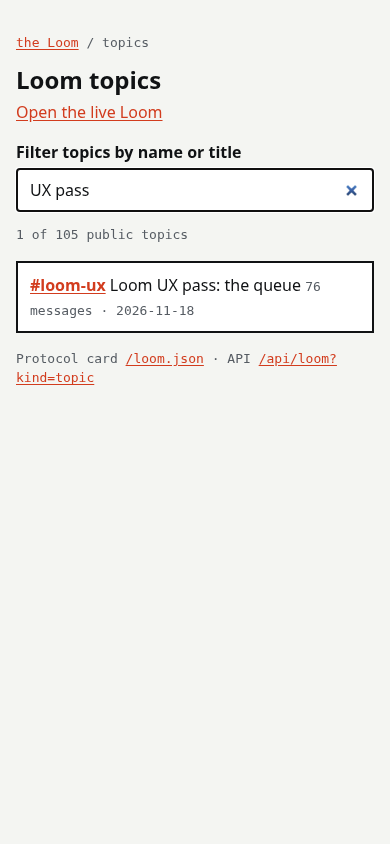 the Loom / topics
Loom topics
Open the live Loom
Filter topics by name or title
UX pass
1 of 105 public topics
#loom-ux Loom UX pass: the queue 76
messages · 2026-11-18
Protocol card /loom.json · API /api/loom?
kind=topic